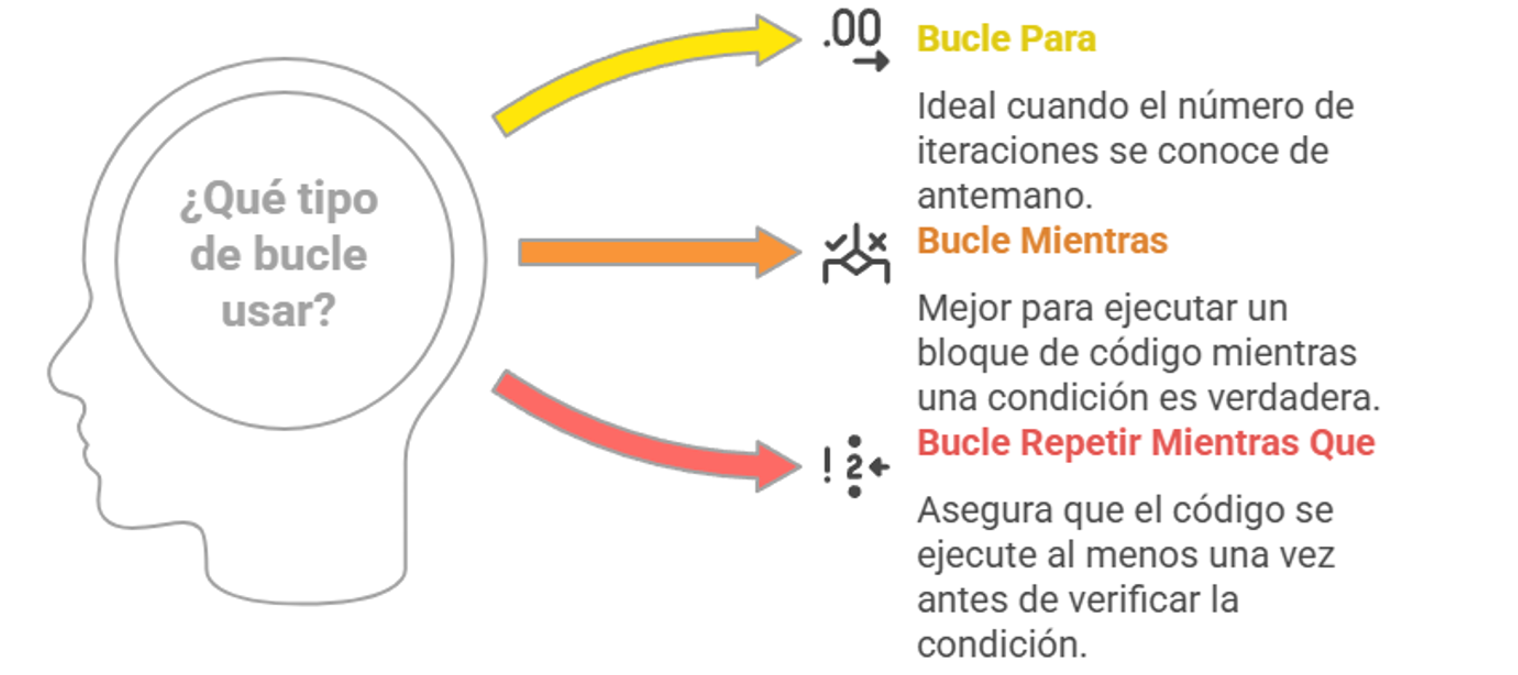 ¿Qué tipo
de bucle
usar?
.00
Bucle Para
Ideal cuando el número de
iteraciones se conoce de
antemano.
Bucle Mientras
Mejor para ejecutar un
bloque de código mientras
una condición es verdadera.
! 2
Bucle Repetir Mientras Que
Asegura que el código se
ejecute al menos una vez
antes de verificar la
condición.